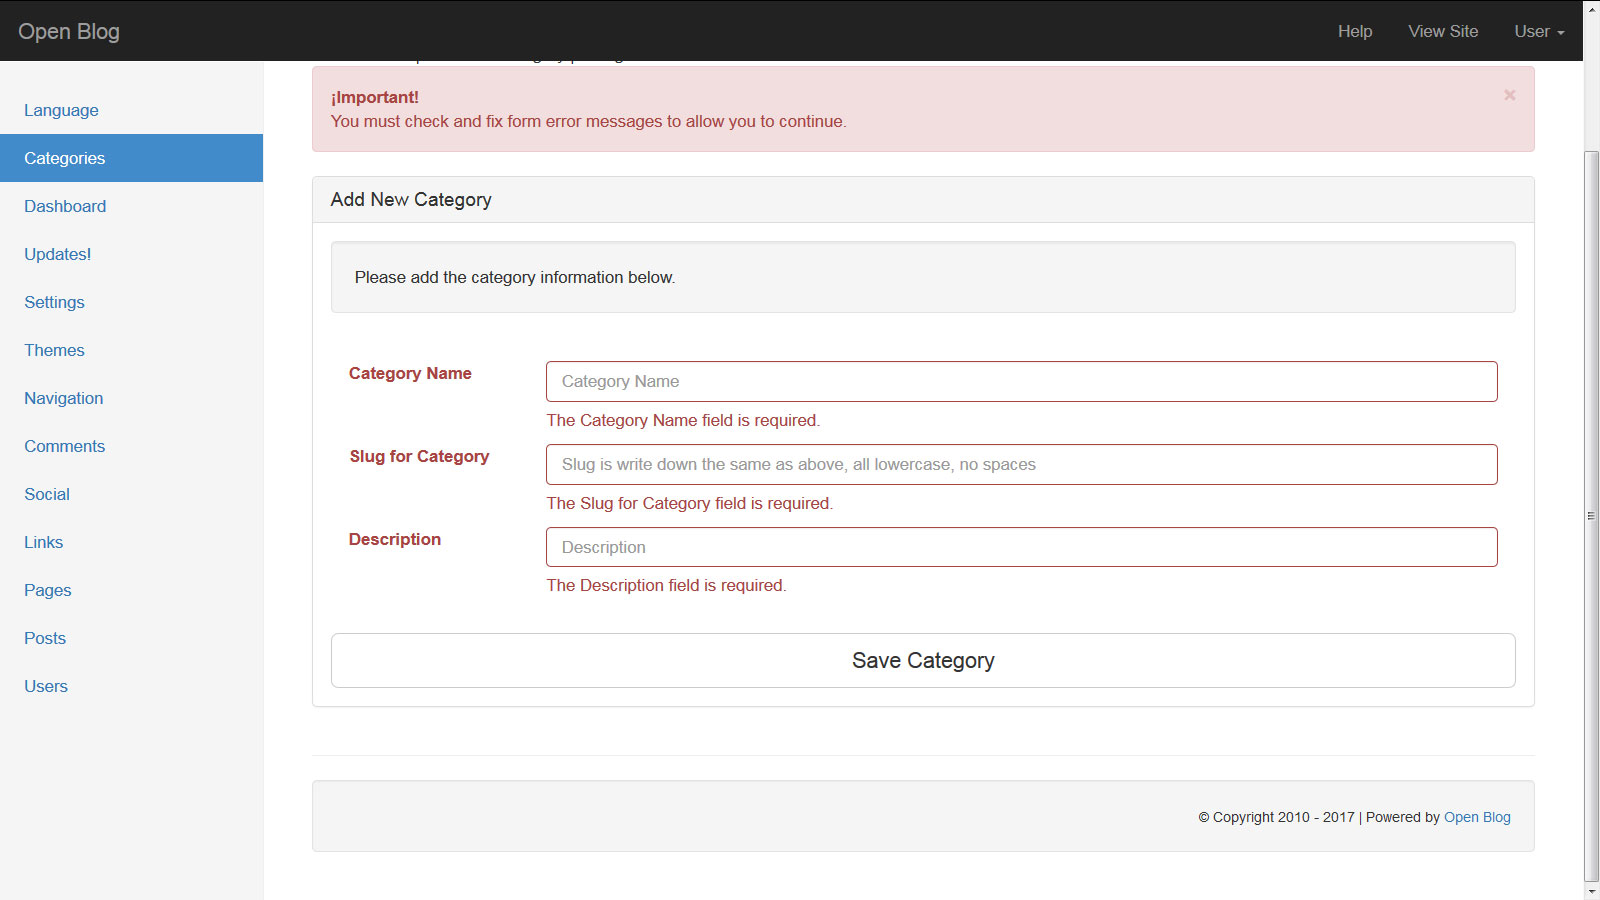 Open Blog
Help
View Site
User
Language
Categories
Dashboard
Updates!
Settings
Themes
Navigation
Comments
Social
Links
Pages
Posts
Users
¡Important!
×
You must check and fix form error messages to allow you to continue.
Add New Category
Please add the category information below.
Category Name
Category Name
The Category Name field is required.
Slug for Category
Slug is write down the same as above, all lowercase, no spaces
The Slug for Category field is required.
Description
Description
The Description field is required.
Save Category
© Copyright 2010 - 2017 | Powered by Open Blog